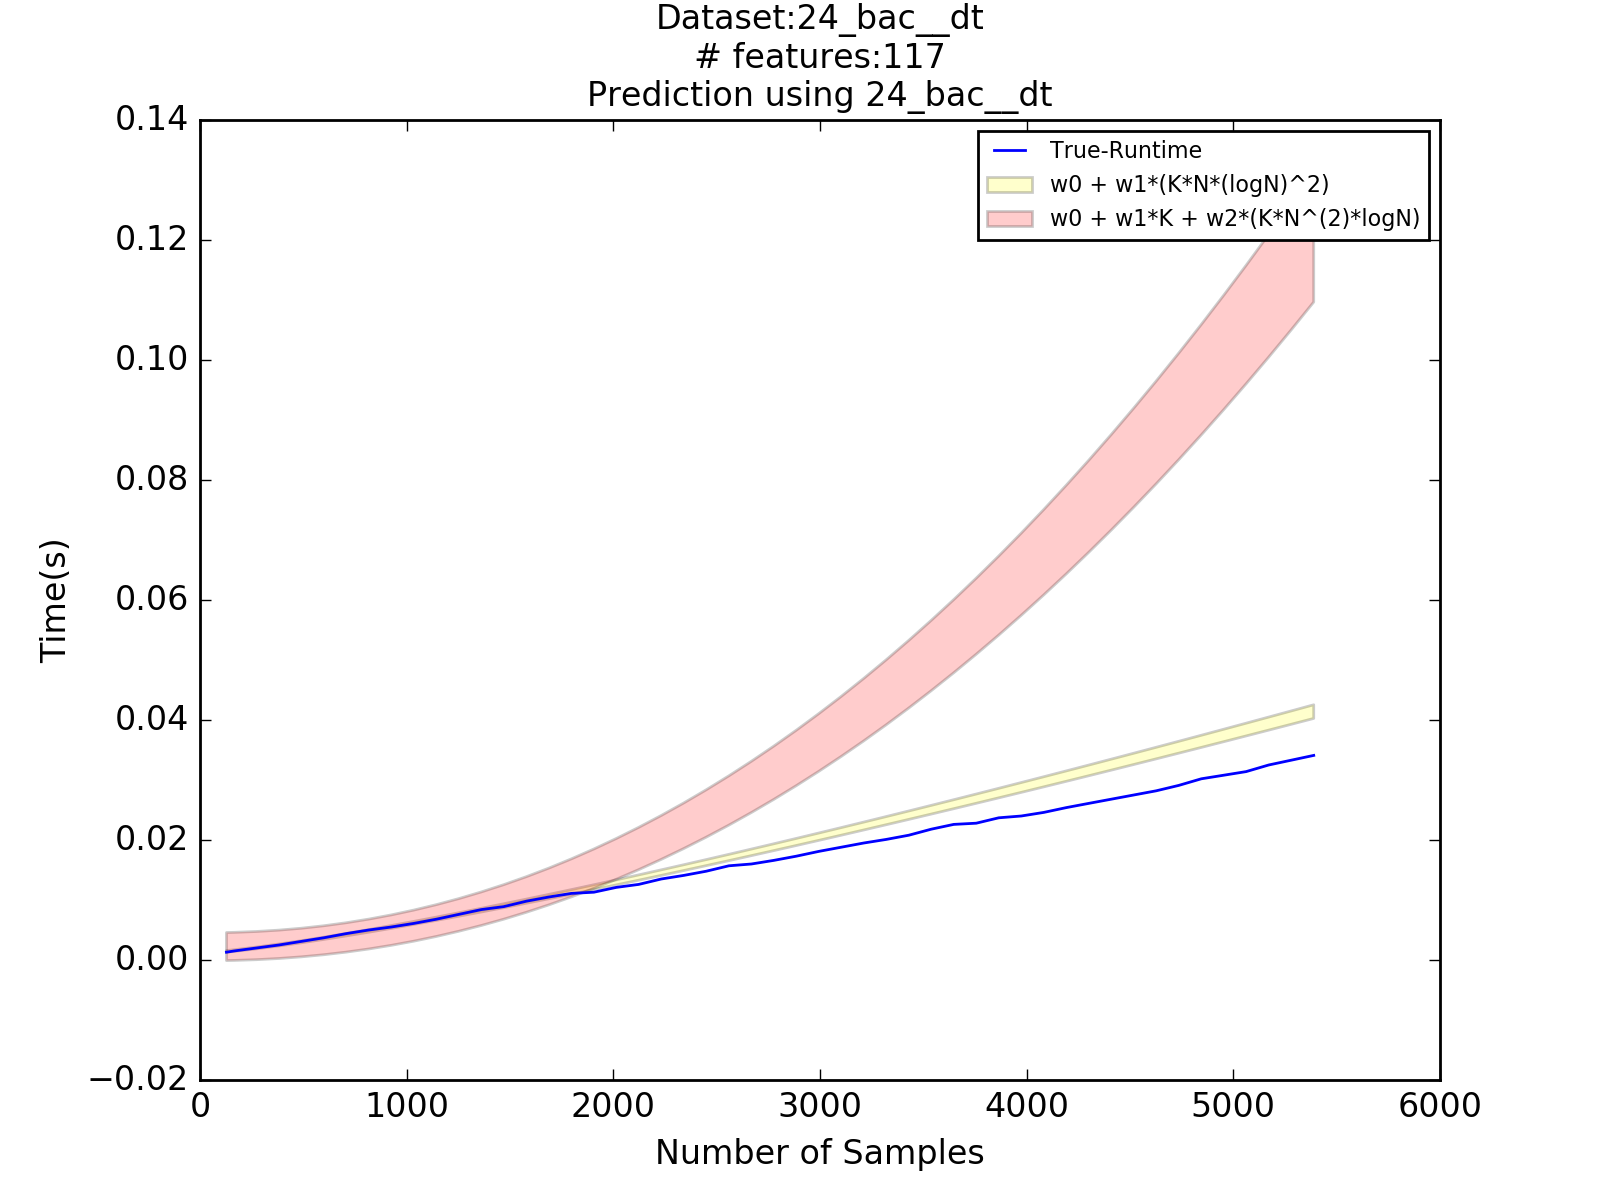 Dataset:24_bac__dt
# features:117
Prediction using 24_bac__dt
0.14
0.12
0.10
0.08
0.06
0.04
0.02
0.00
−0.02
Time(s)
True-Runtime
w0 + w1*(K*N*(logN)^2)
w0 + w1*K + w2*(K*N^(2)*logN)
0 1000 2000 3000 4000 5000 6000
Number of Samples